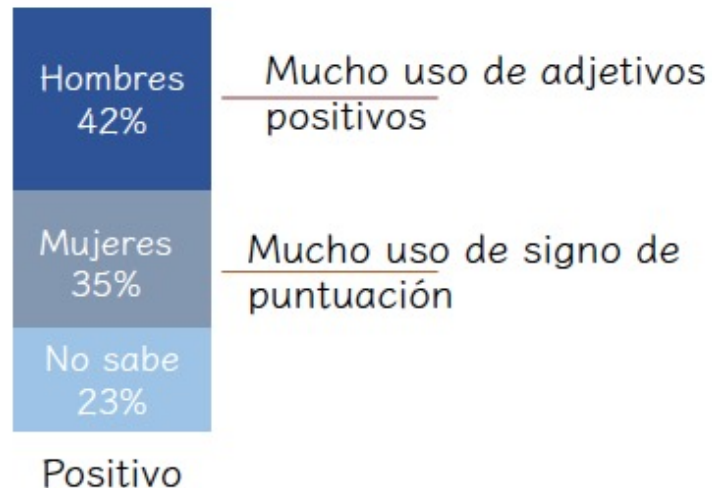 Hombres
42%
Mucho uso de adjetivos
positivos
Mujeres
35%
Mucho uso de signo de
puntuación
No sabe
23%
Positivo